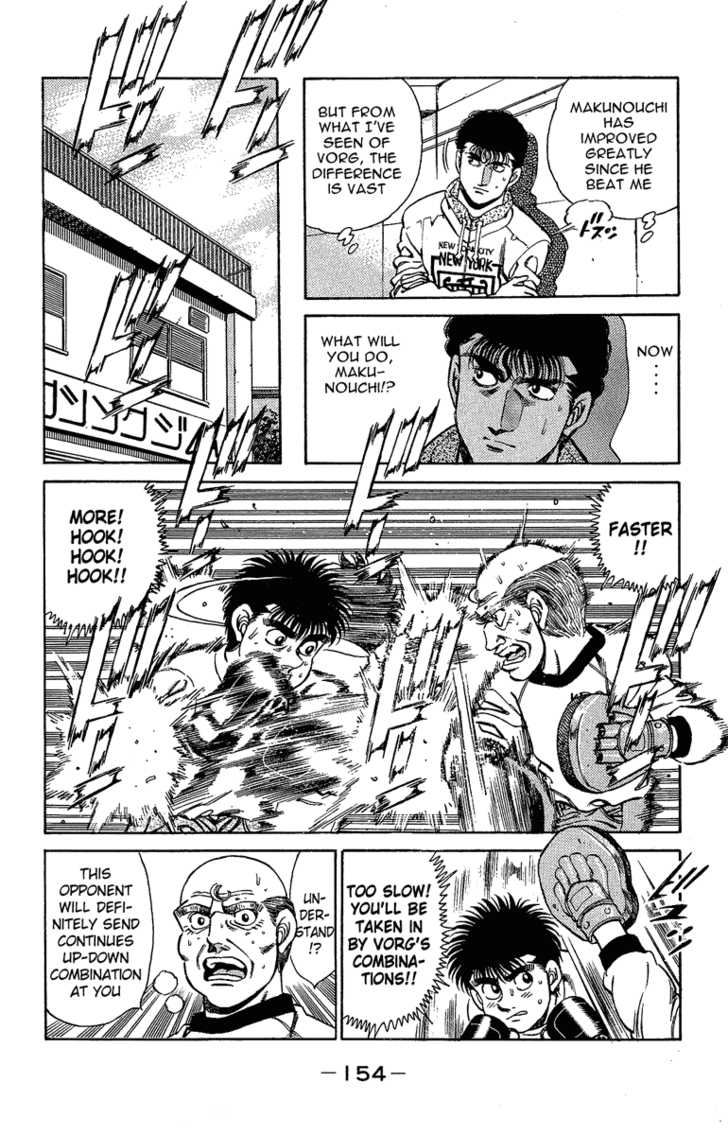 MAKUNOUCHI
HAS
IMPROVED
GREATLY
SINCE HE
BEAT ME
BUT FROM
WHAT I'VE
SEEN OF
VORG, THE
DIFFERENCE
IS VAST
NEW YORK CITY
NEW YORK
NOW
....
WHAT WILL
YOU DO,
MAKU-
NOUCHI!?
FASTER
!!
MORE!
HOOK!
HOOK!
HOOK!!
TOO SLOW!
YOU'LL BE
TAKEN IN
BY VORG'S
COMBINA-
TIONS!!
UN-
DER-
STAND
!?
THIS
OPPONENT
WILL DEFI-
NITELY SEND
CONTINUES
UP-DOWN
COMBINATION
AT YOU
-154-